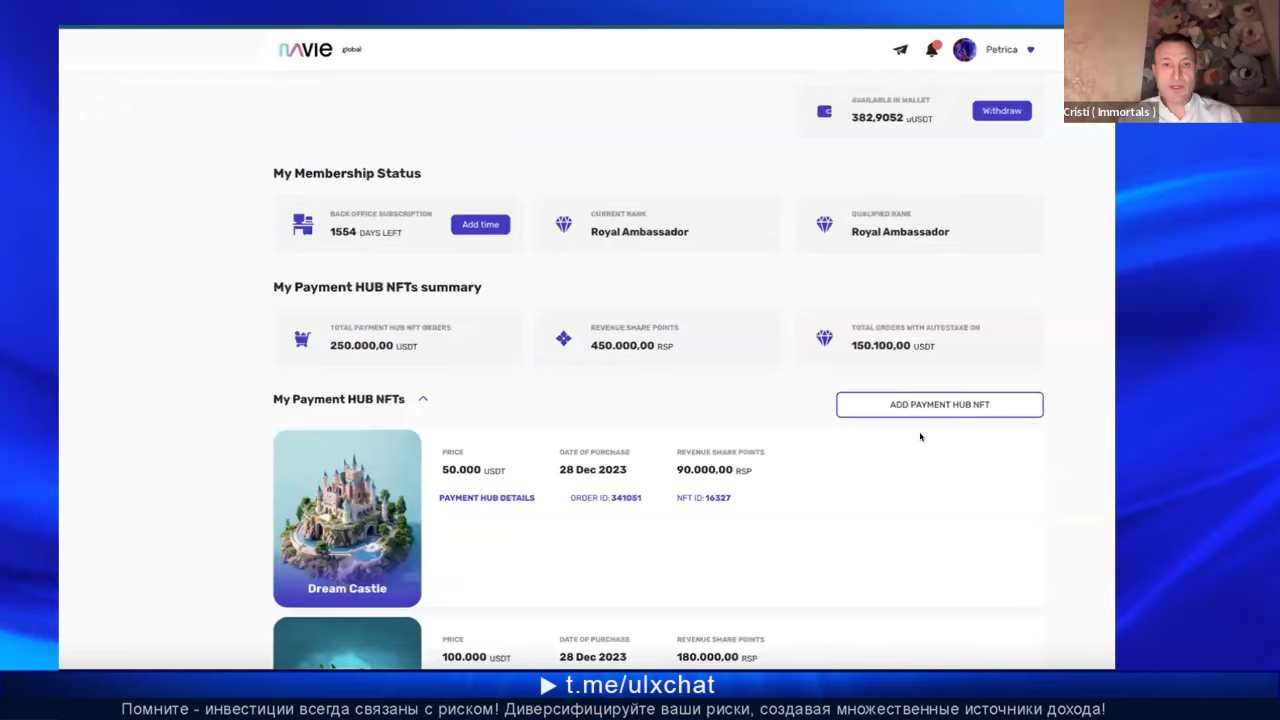 NAVIE global
Petrica
Cristi ( Immortals )
AVAILABLE IN WALLET
382,9052 uUSDT
Withdraw
My Membership Status
BACK OFFICE SUBSCRIPTION
1554 DAYS LEFT
Add time
CURRENT RANK
Royal Ambassador
QUALIFIED RANK
Royal Ambassador
My Payment HUB NFTs summary
TOTAL PAYMENT HUB NFT ORDERS
250.000,00 USDT
REVENUE SHARE POINTS
450.000,00 RSP
TOTAL ORDERS WITH AUTOSTAKE ON
150.100,00 USDT
My Payment HUB NFTs
ADD PAYMENT HUB NFT
PRICE
50.000 USDT
DATE OF PURCHASE
28 Dec 2023
REVENUE SHARE POINTS
90.000,00 RSP
PAYMENT HUB DETAILS
ORDER ID: 341051
NFT ID: 16327
Dream Castle
PRICE
100.000 USDT
DATE OF PURCHASE
28 Dec 2023
REVENUE SHARE POINTS
180.000,00 RSP
t.me/ulxchat
Помните - инвестиции всегда связаны с риском! Диверсифицируйте ваши риски, создавая множественные источники дохода!